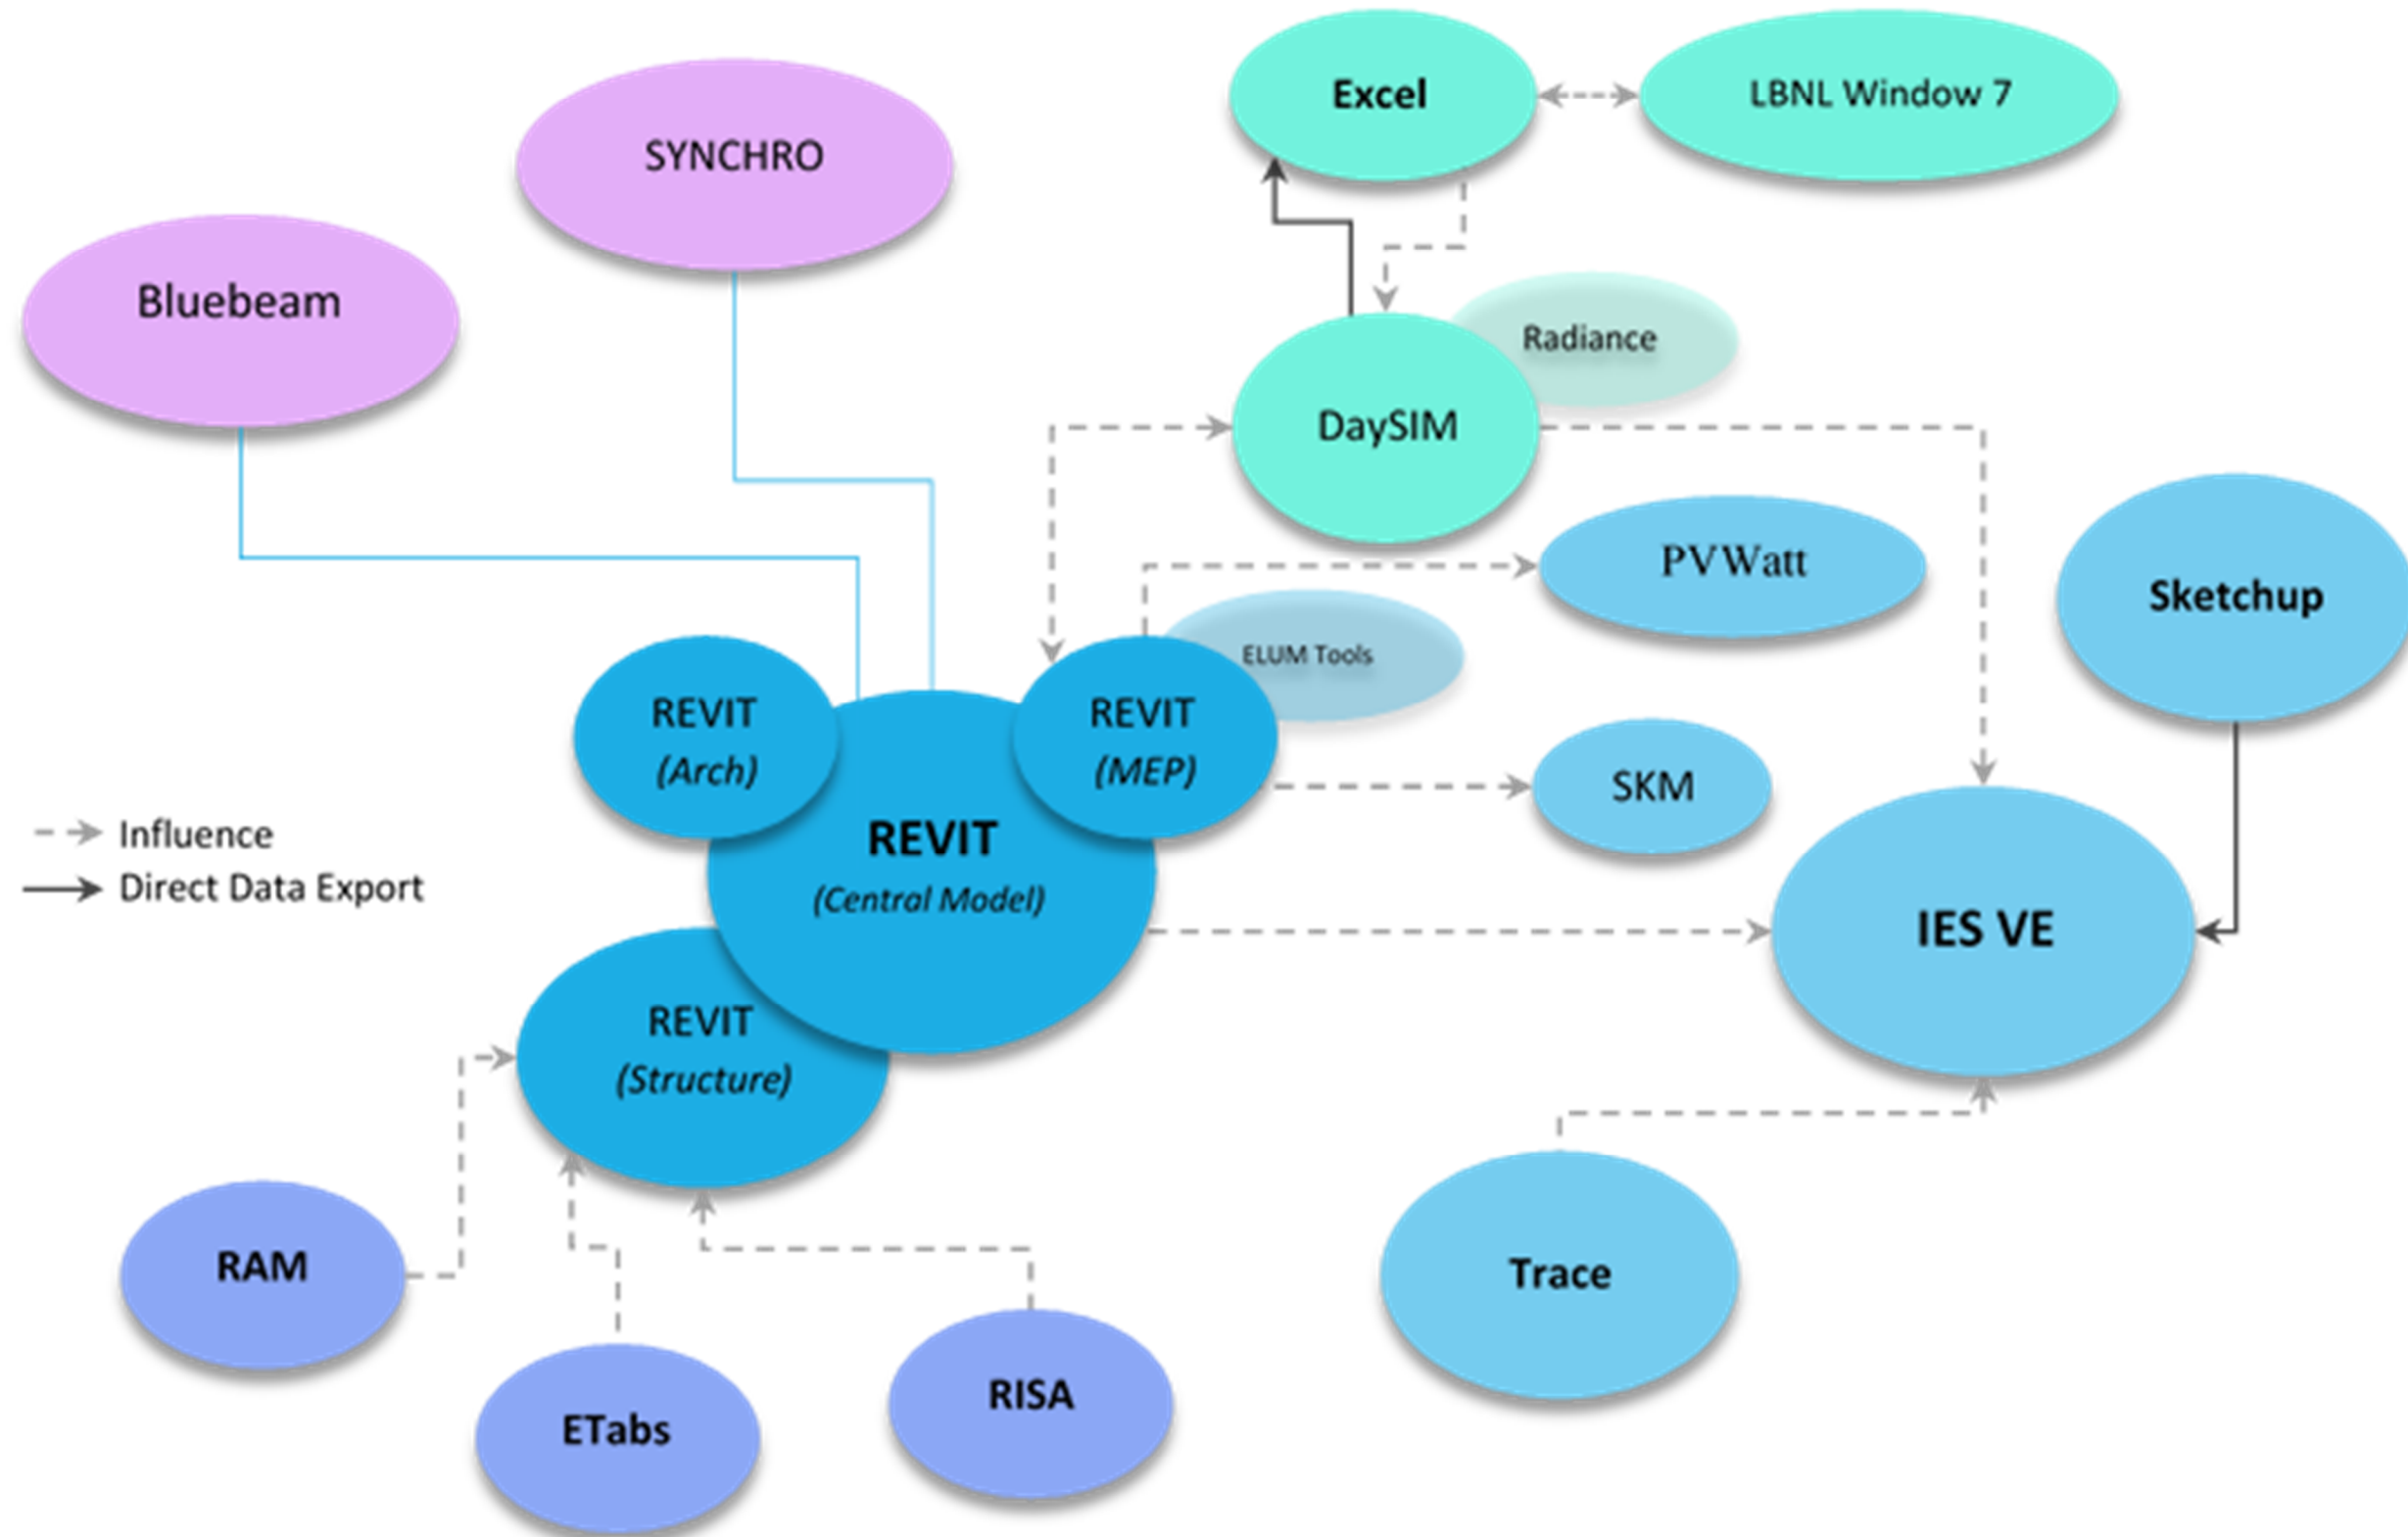 Excel
LBNL Window 7
SYNCHRO
Bluebeam
Radiance
DaySIM
PVWatt
Sketchup
ELUM Tools
REVIT
(Arch)
REVIT
(MEP)
SKM
REVIT
(Central Model)
Influence
Direct Data Export
IES VE
REVIT
(Structure)
RAM
Trace
RISA
ETabs